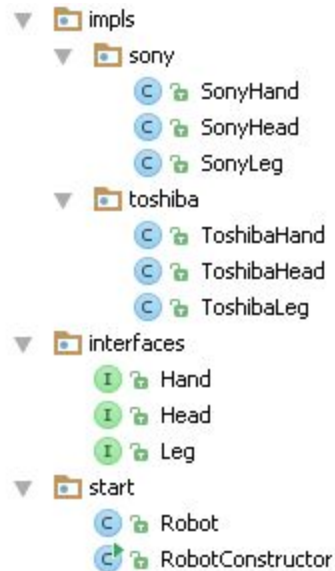 impls
sony
C SonyHand
C SonyHead
C SonyLeg
toshiba
C ToshibaHand
C ToshibaHead
C ToshibaLeg
interfaces
I Hand
I Head
I Leg
start
C Robot
C RobotConstructor